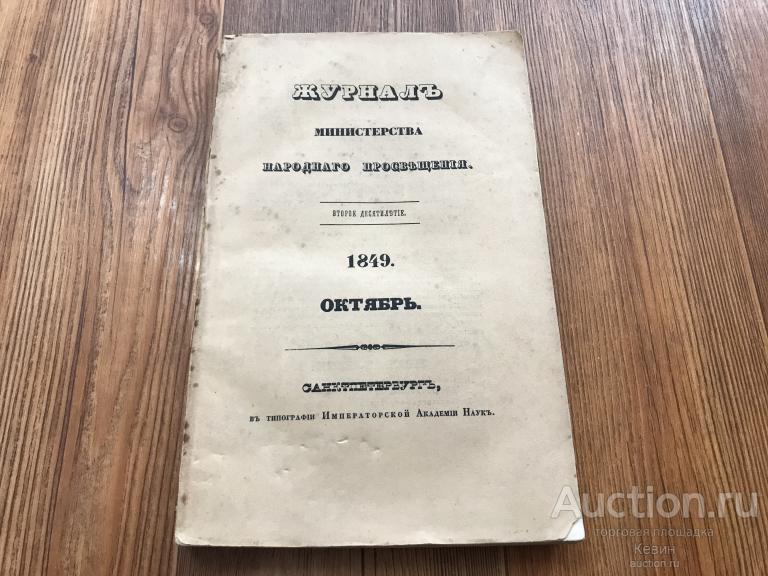 ЖУРНАЛЪ
МИНИСТЕРСТВА
НАРОДНАГО ПРОСВѢЩЕНІЯ.
ВТОРОЕ ДЕСЯТИЛѢТІЕ.
1849.
ОКТЯБРЬ.
САНКТПЕТЕРБУРГЪ,
ВЪ ТИПОГРАФІИ ИМПЕРАТОРСКОЙ АКАДЕМІИ НАУКЪ.
Auction.ru
торговая площадка
Кевин
auction.ru